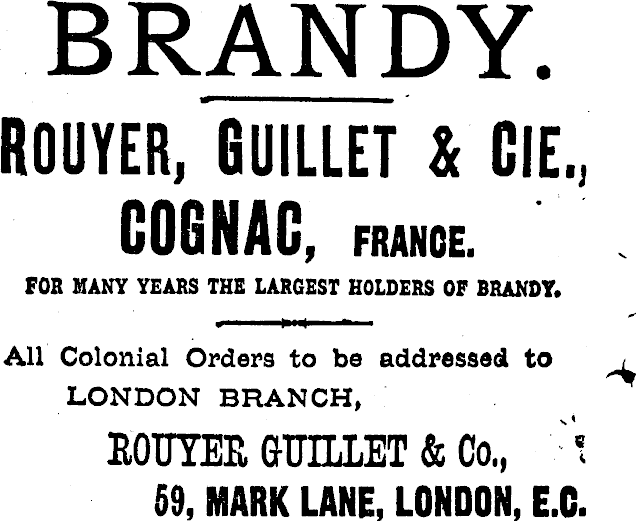 BRANDY.
ROUYER, GUILLET & CIE.,
COGNAC, FRANCE.
FOR MANY YEARS THE LARGEST HOLDERS OF BRANDY.
All Colonial Orders to be addressed to
LONDON BRANCH,
ROUYER GUILLET & Co.,
59, MARK LANE, LONDON, E.C.